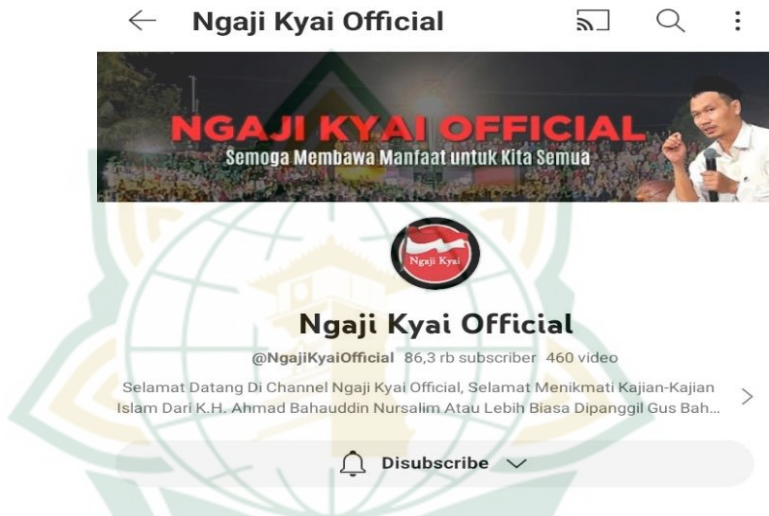 Ngaji Kyai Official
NGAJI KYAI OFFICIAL
Semoga Membawa Manfaat untuk Kita Semua
Ngaji Kyai
Ngaji Kyai Official
@NgajiKyaiOfficial 86,3 rb subscriber 460 video
Selamat Datang Di Channel Ngaji Kyai Official, Selamat Menikmati Kajian-Kajian
Islam Dari K.H. Ahmad Bahauddin Nursalim Atau Lebih Biasa Dipanggil Gus Bah...
Disubscribe